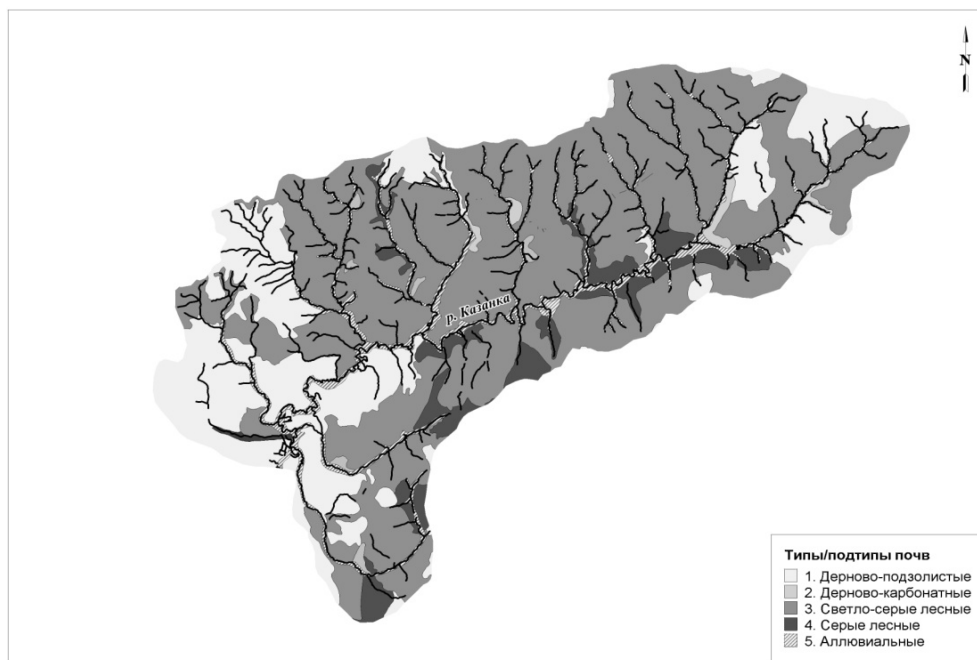 N
р. Казанка
Типы/подтипы почв
1. Дерново-подзолистые
2. Дерново-карбонатные
3. Светло-серые лесные
4. Серые лесные
5. Аллювиальные